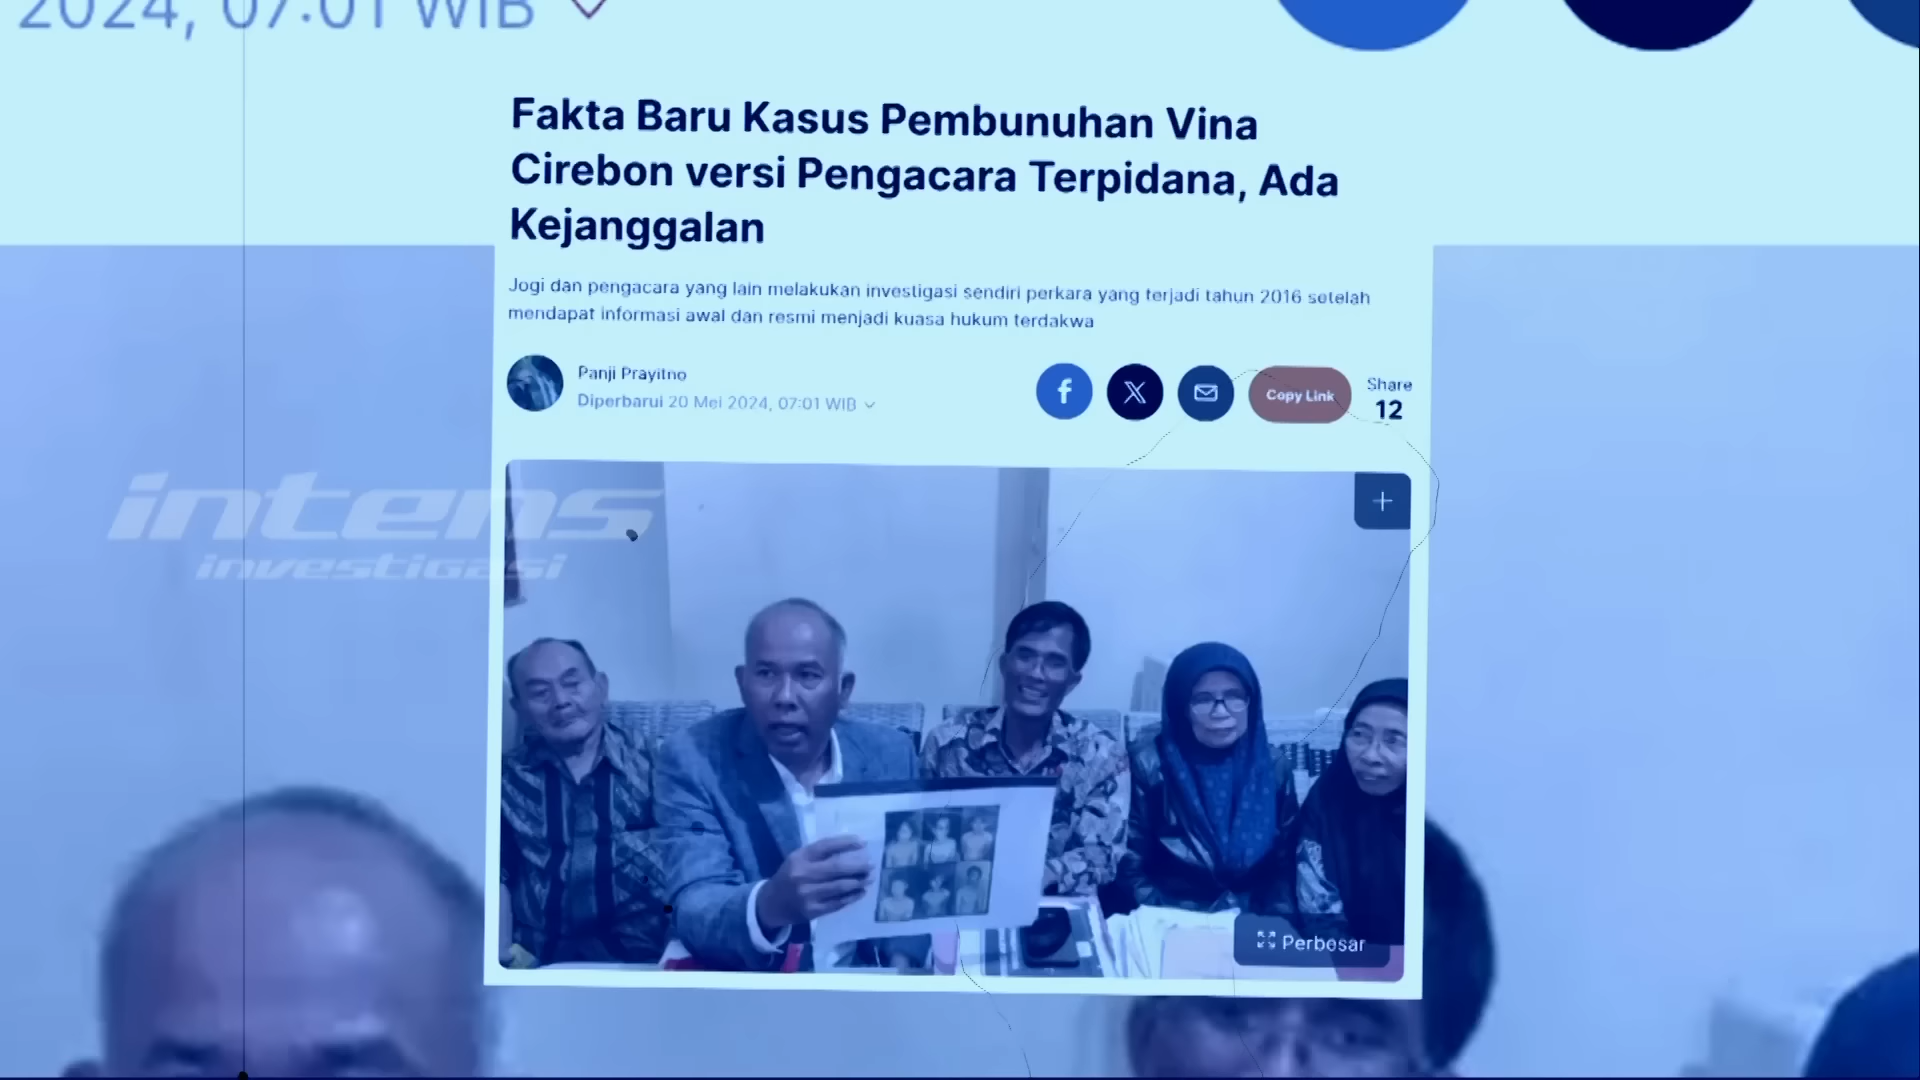 2024, 07:01 WIB
Fakta Baru Kasus Pembunuhan Vina
Cirebon versi Pengacara Terpidana, Ada
Kejanggalan
Jogi dan pengacara yang lain melakukan investigasi sendiri perkara yang terjadi tahun 2016 setelah
mendapat informasi awal dan resmi menjadi kuasa hukum terdakwa
Panji Prayitno
Diperbarui 20 Mei 2024, 07:01 WIB
f
X
Copy Link
Share
12
intens
investigasi
+
Perbesar